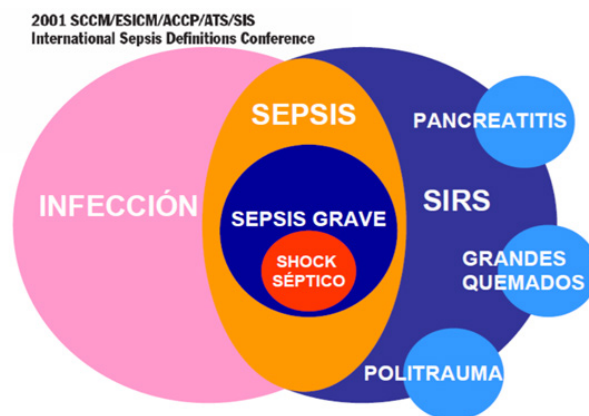 2001 SCCM/ESICM/ACCP/ATS/SIS
International Sepsis Definitions Conference
SEPSIS
PANCREATITIS
INFECCIÓN
SIRS
SEPSIS GRAVE
SHOCK
SÉPTICO
GRANDES
QUEMADOS
POLITRAUMA